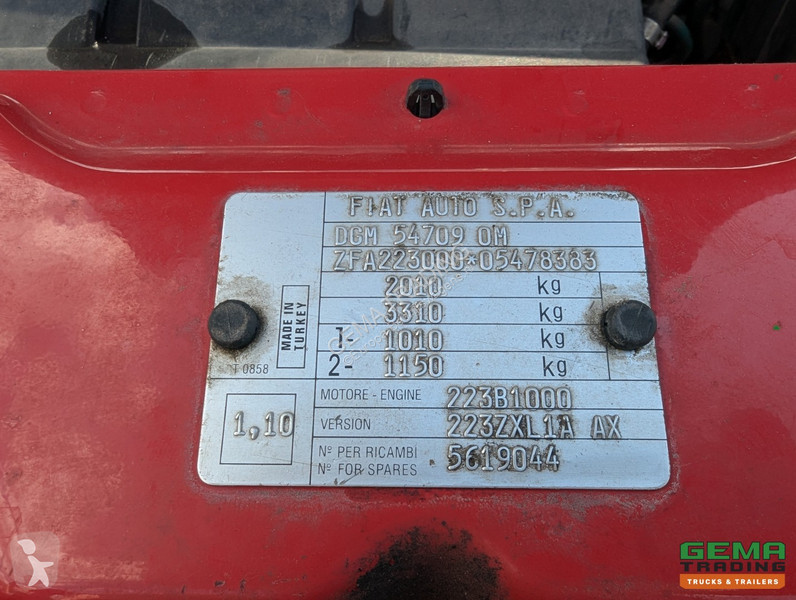 FIAT AUTO S.P.A.
DGM 54709 OM
ZFA223000*05478383
2010 kg
3310 kg
1- 1010 kg
2- 1150 kg
MADE IN
TURKEY
T 0858
MOTORE - ENGINE 223B1000
1,10
VERSION 223ZXL1A AX
Nº PER RICAMBI
Nº FOR SPARES 5619044
GEMA
TRADING
TRUCKS & TRAILERS